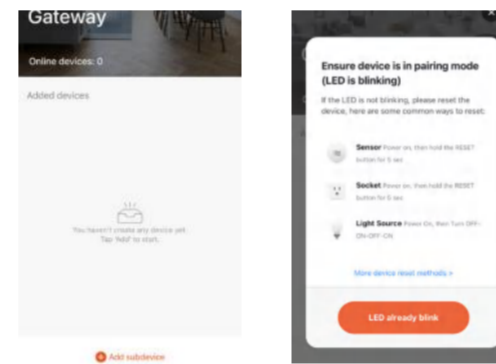 Gateway
Online devices: 0
Added devices
You haven't create any device yet.
Tap "Add" to start.
Add subdevice
Ensure device is in pairing mode
(LED is blinking)
If the LED is not blinking, please reset the
device, here are some common ways to reset:
Sensor Power on, then hold the RESET
button for 5 sec
Socket Power on, then hold the RESET
button for 5 sec
Light Source Power On, then Turn OFF-
ON-OFF-ON
More device reset methods >
LED already blink